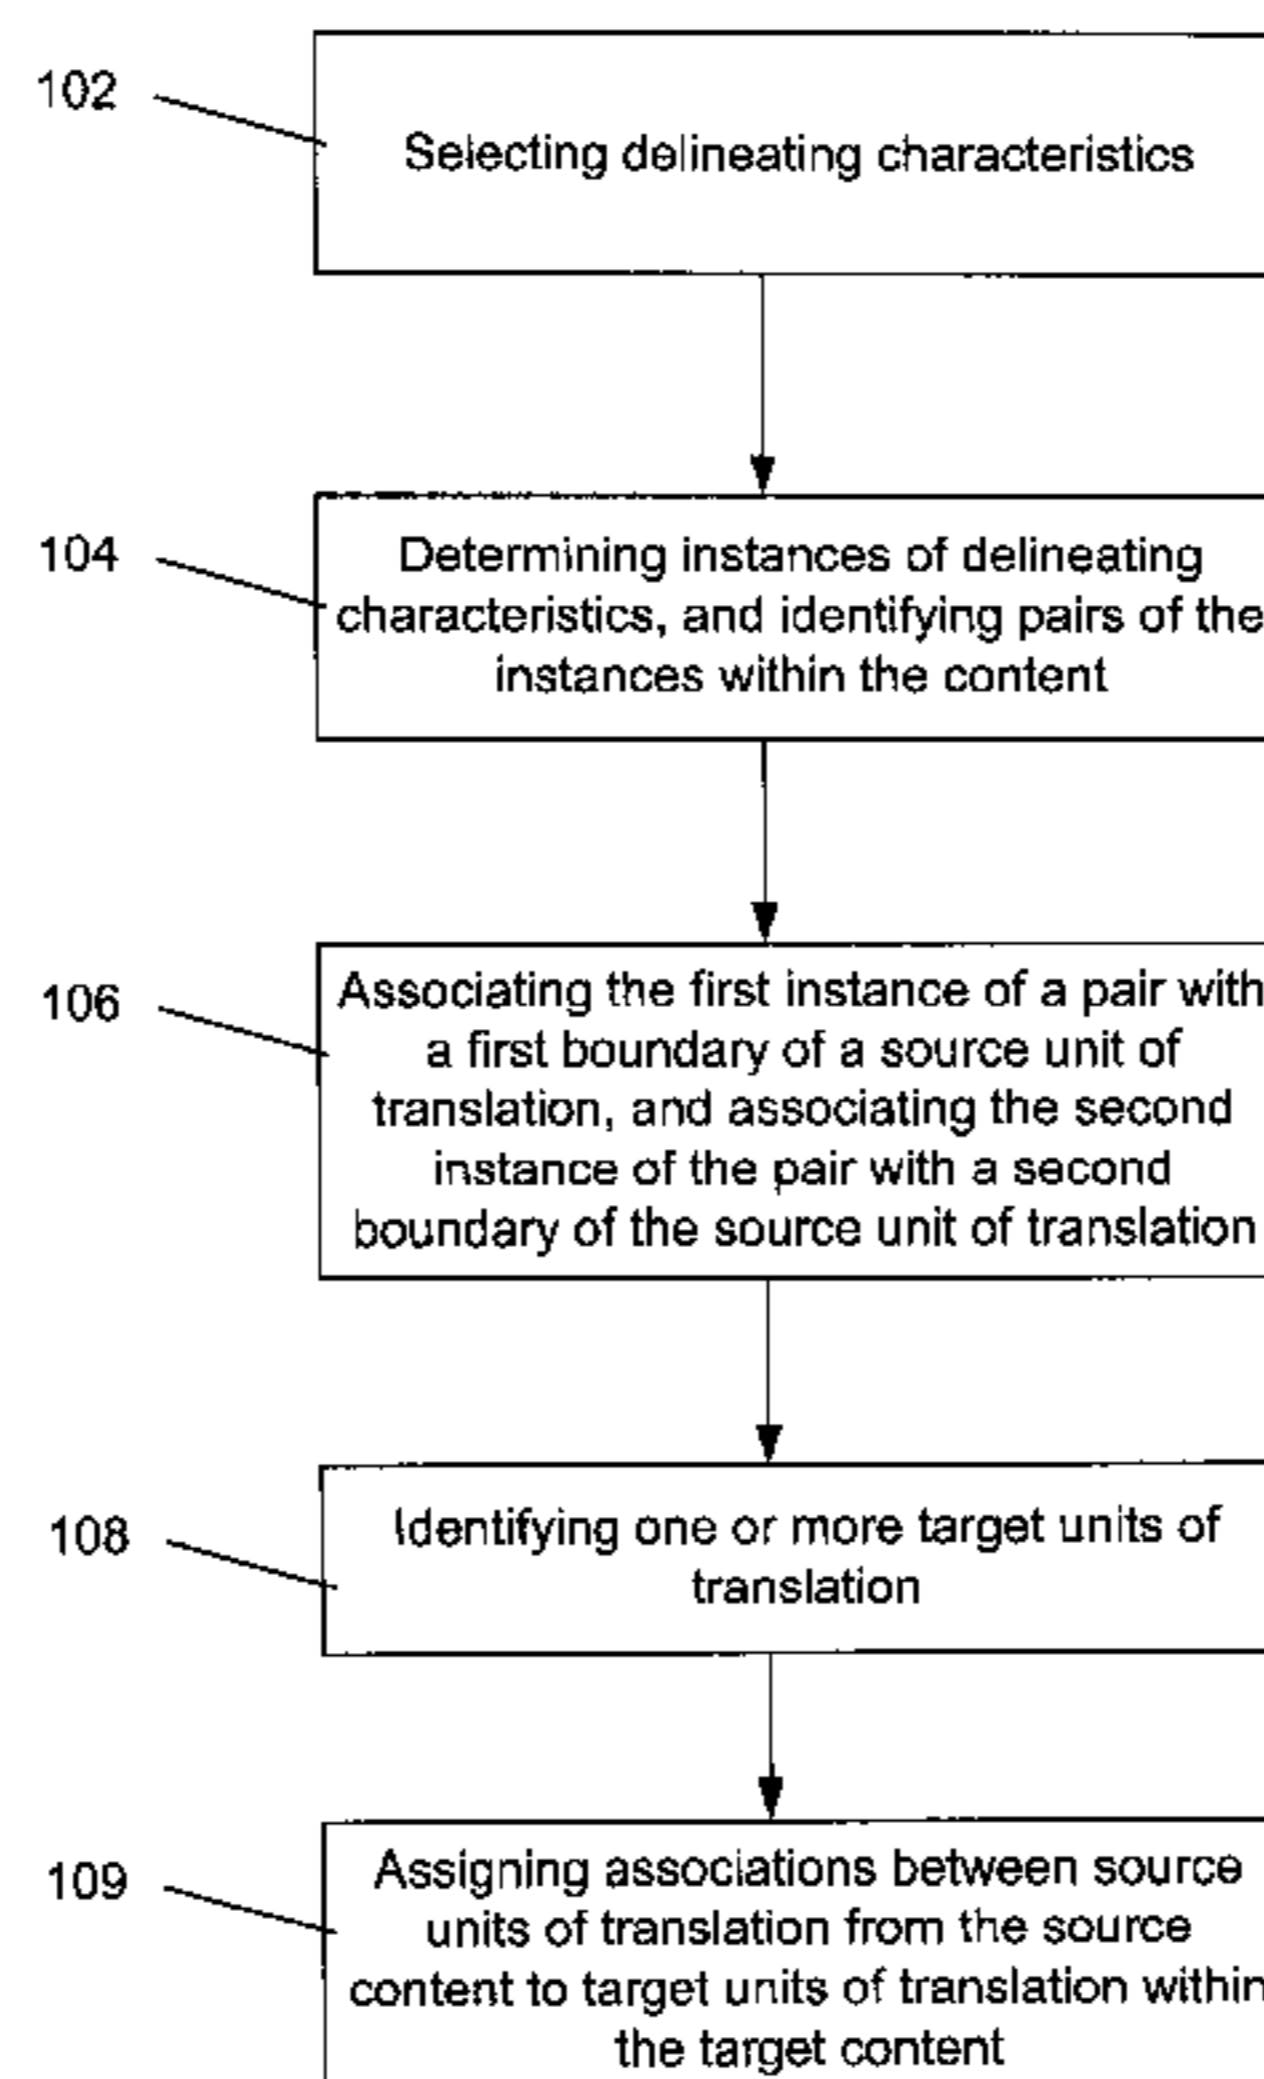 102
Selecting delineating characteristics
104
Determining instances of delineating
characteristics, and identifying pairs of the
instances within the content
106
Associating the first instance of a pair with
a first boundary of a source unit of
translation, and associating the second
instance of the pair with a second
boundary of the source unit of translation
108
Identifying one or more target units of
translation
109
Assigning associations between source
units of translation from the source
content to target units of translation within
the target content